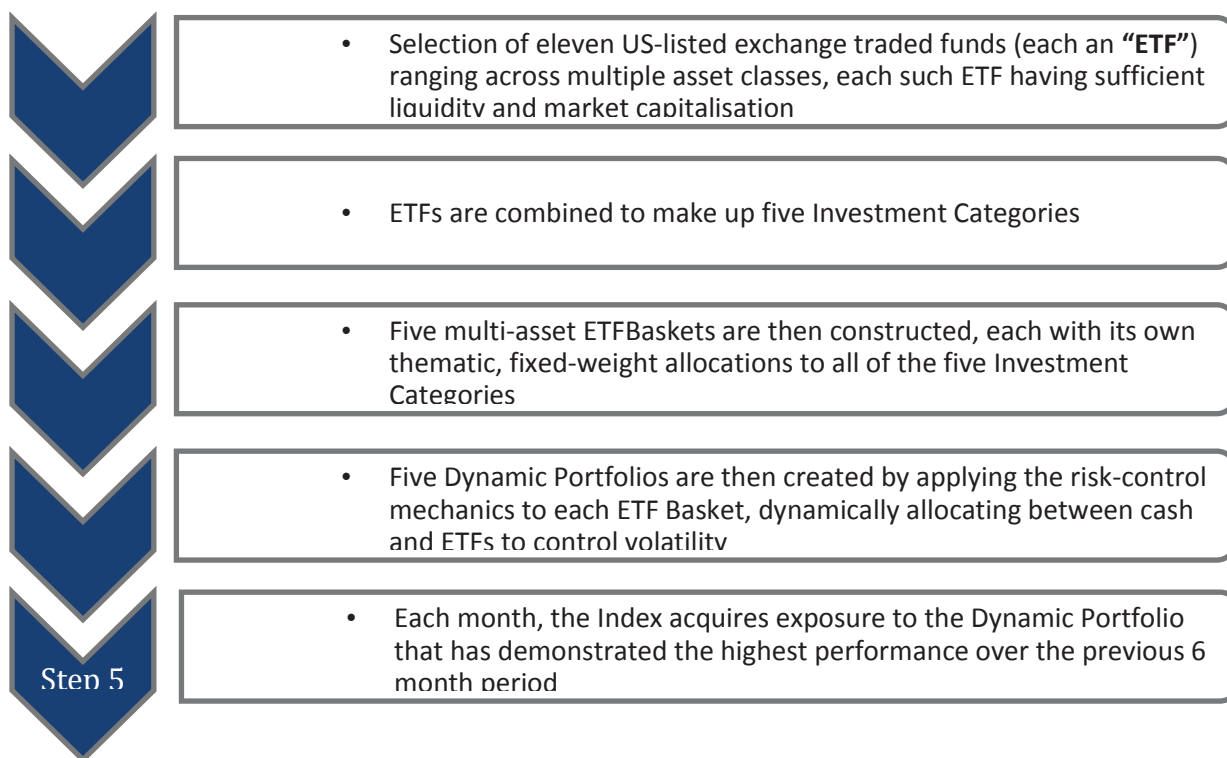 • Selection of eleven US-listed exchange traded funds (each an “ETF”)
ranging across multiple asset classes, each such ETF having sufficient
liquidity and market capitalisation
• ETFs are combined to make up five Investment Categories
• Five multi-asset ETFBaskets are then constructed, each with its own
thematic, fixed-weight allocations to all of the five Investment
Categories
• Five Dynamic Portfolios are then created by applying the risk-control
mechanics to each ETF Basket, dynamically allocating between cash
and ETFs to control volatility
Step 5
• Each month, the Index acquires exposure to the Dynamic Portfolio
that has demonstrated the highest performance over the previous 6
month period